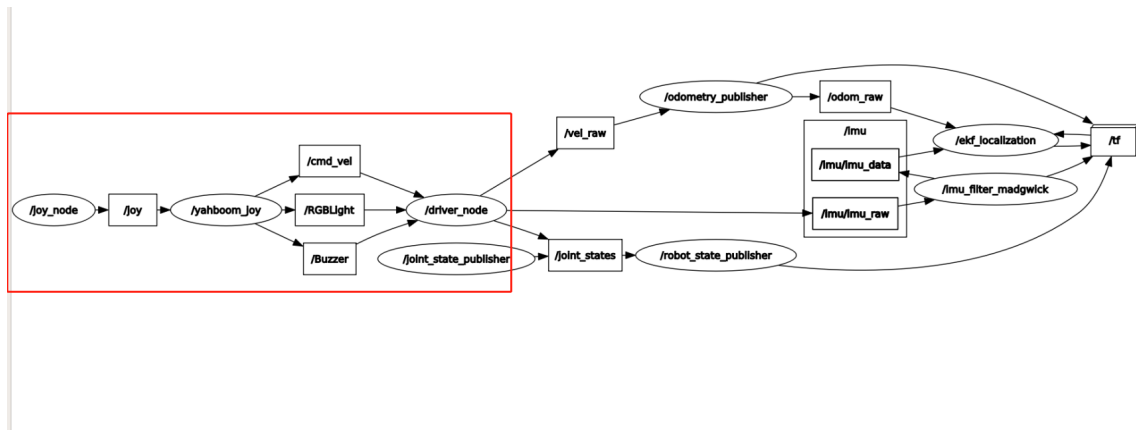 /joy_node
/joy
/yahboom_joy
/cmd_vel
/RGBLight
/Buzzer
/driver_node
/joint_state_publisher
/vel_raw
/joint_states
/odometry_publisher
/robot_state_publisher
/odom_raw
/imu
/imu/imu_data
/imu/imu_raw
/ekf_localization
/imu_filter_madgwick
/tf